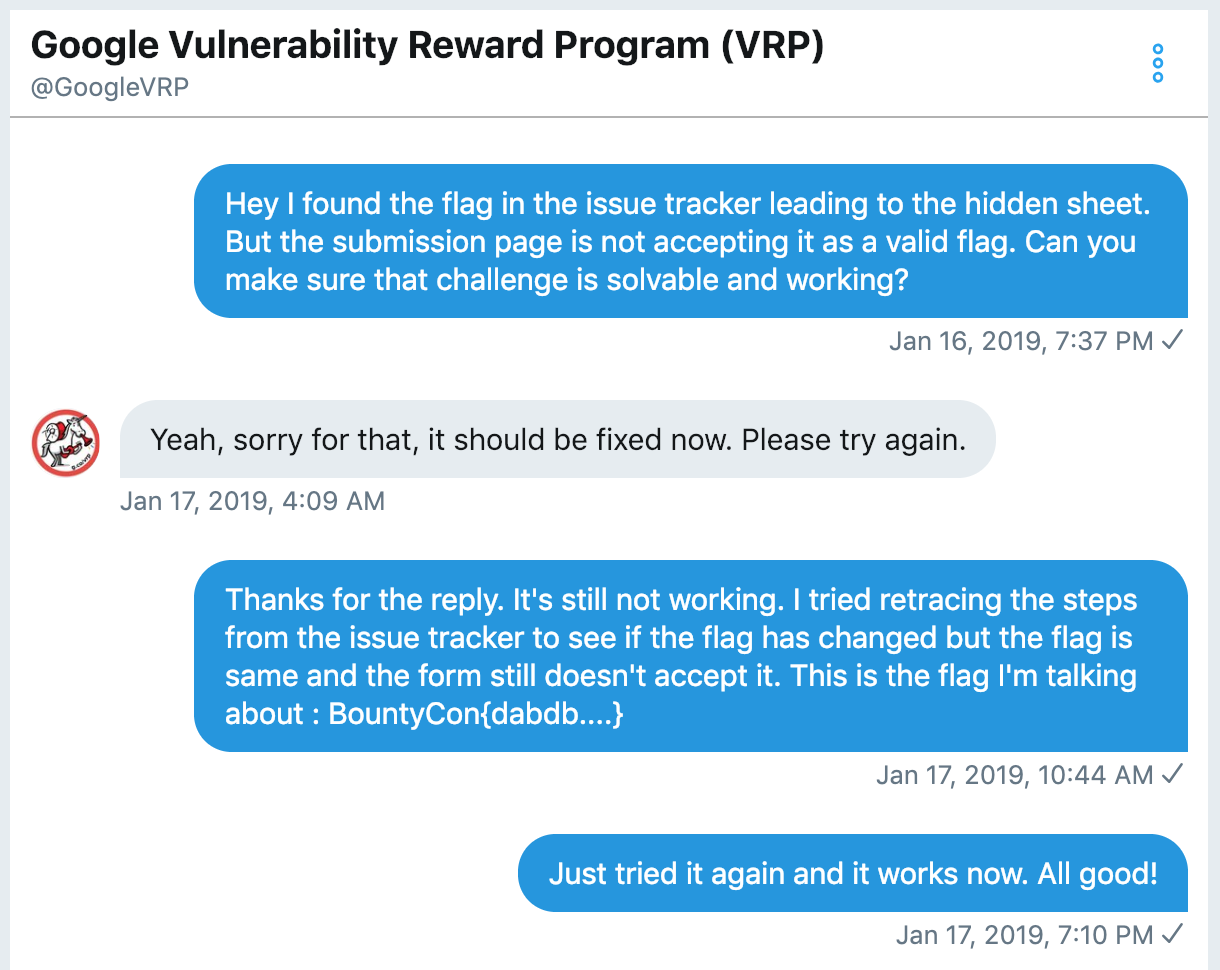 Google Vulnerability Reward Program (VRP)
@GoogleVRP
Hey I found the flag in the issue tracker leading to the hidden sheet.
But the submission page is not accepting it as a valid flag. Can you
make sure that challenge is solvable and working?
Jan 16, 2019, 7:37 PM ✓
Yeah, sorry for that, it should be fixed now. Please try again.
Jan 17, 2019, 4:09 AM
Thanks for the reply. It's still not working. I tried retracing the steps
from the issue tracker to see if the flag has changed but the flag is
same and the form still doesn't accept it. This is the flag I'm talking
about : BountyCon{dabdb....}
Jan 17, 2019, 10:44 AM ✓
Just tried it again and it works now. All good!
Jan 17, 2019, 7:10 PM ✓